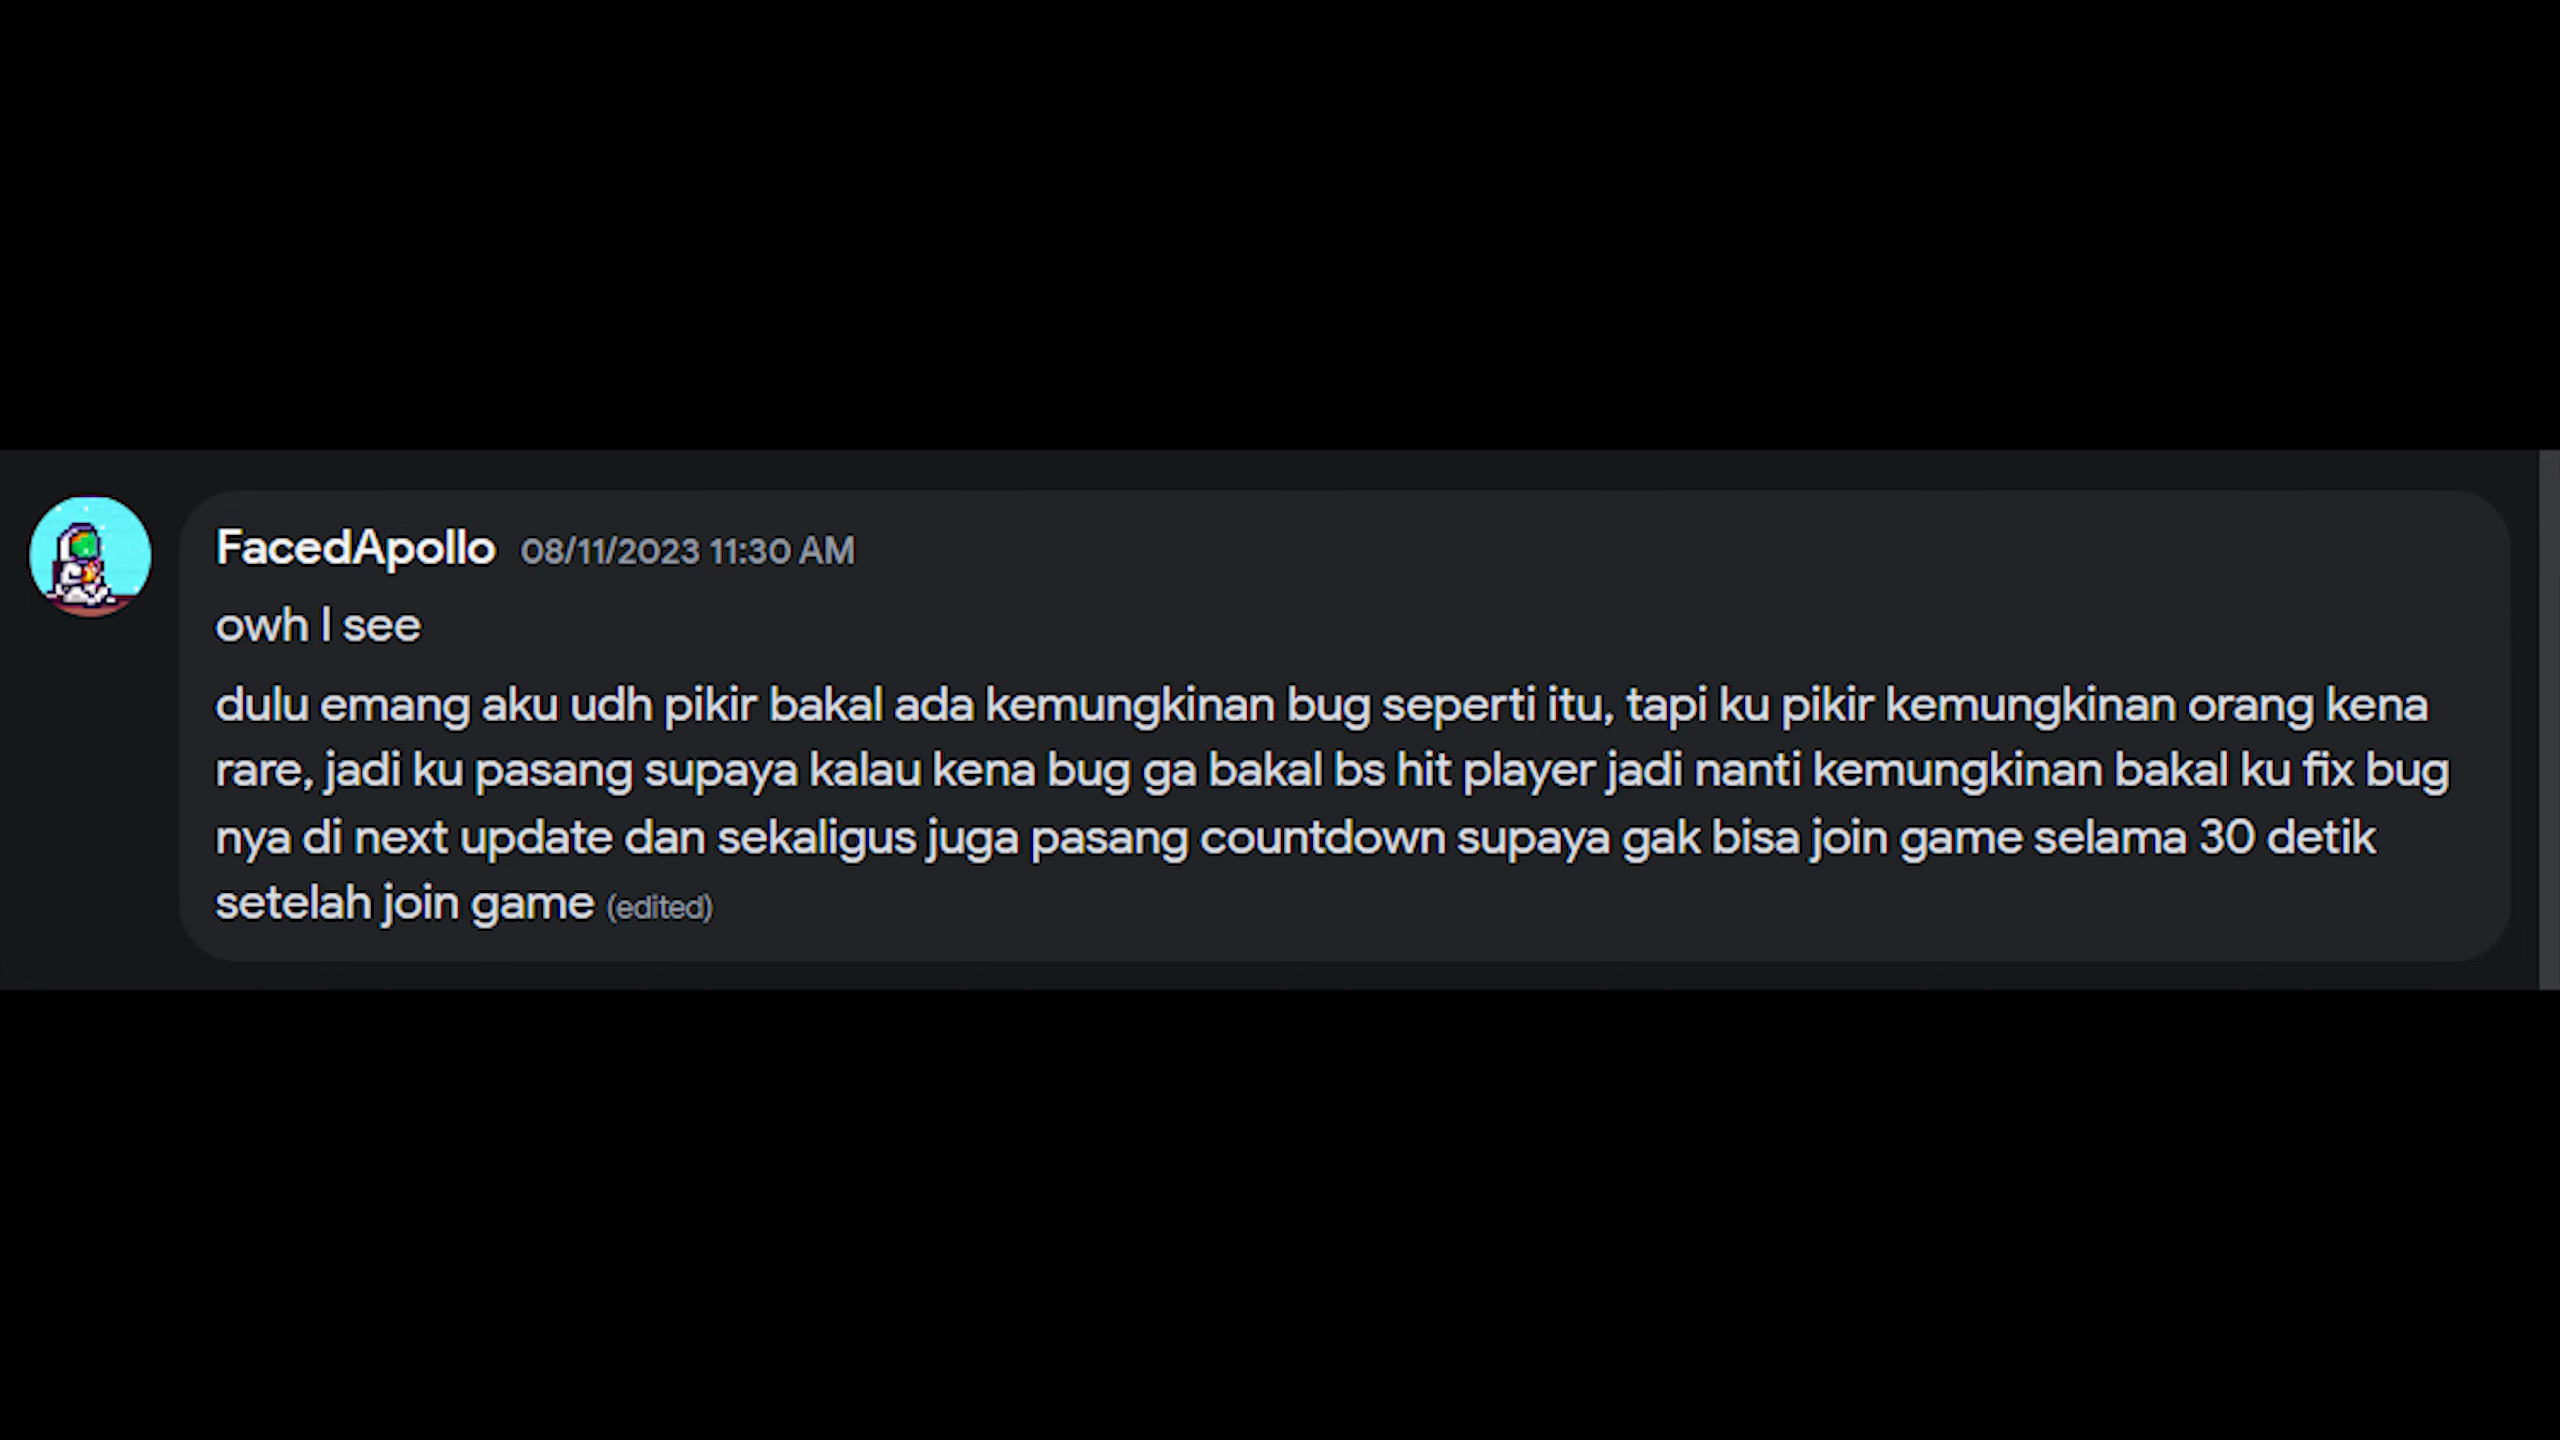 FacedApollo 08/11/2023 11:30 AM
owh I see
dulu emang aku udh pikir bakal ada kemungkinan bug seperti itu, tapi ku pikir kemungkinan orang kena
rare, jadi ku pasang supaya kalau kena bug ga bakal bs hit player jadi nanti kemungkinan bakal ku fix bug
nya di next update dan sekaligus juga pasang countdown supaya gak bisa join game selama 30 detik
setelah join game (edited)